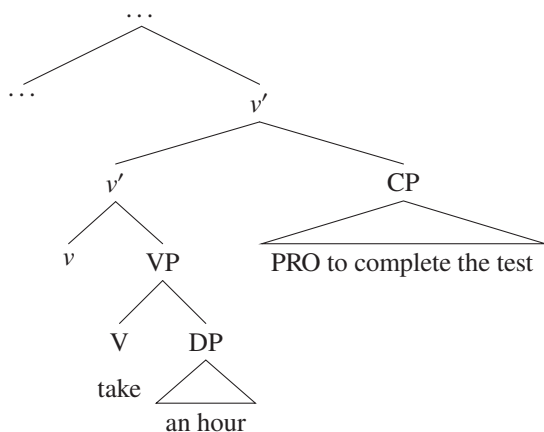 ...
...
v′
v′ CP
v VP PRO to complete the test
V DP
take
an hour